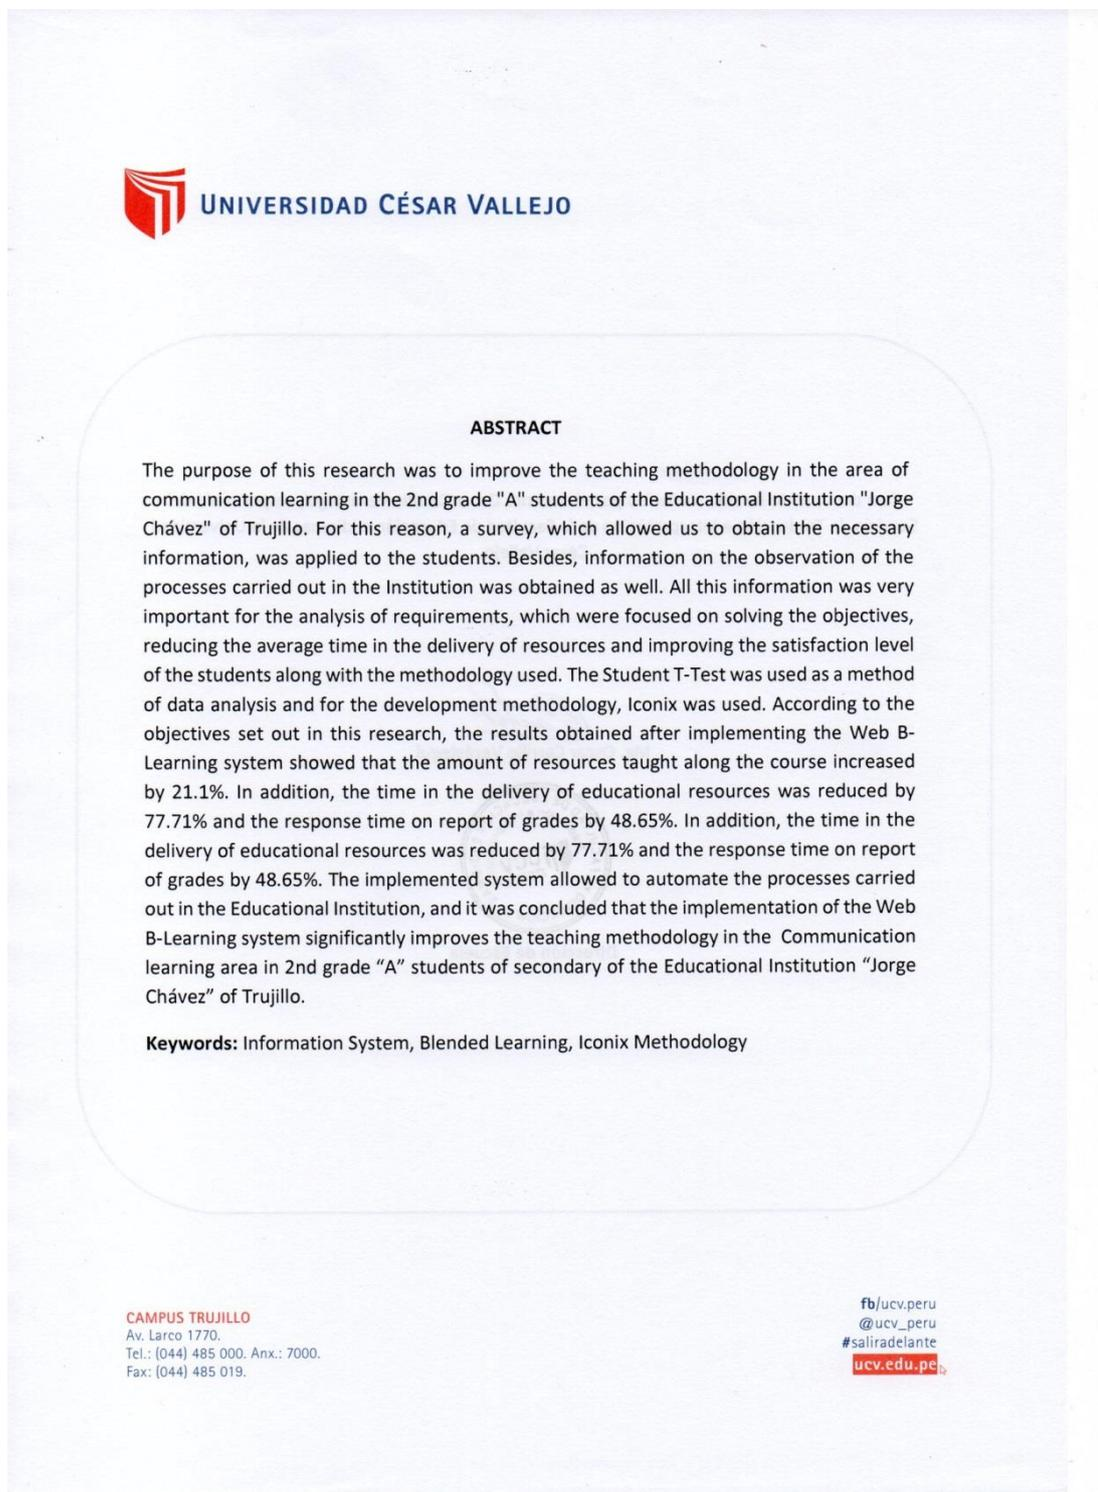 UNIVERSIDAD CÉSAR VALLEJO
ABSTRACT
The purpose of this research was to improve the teaching methodology in the area of
communication learning in the 2nd grade "A" students of the Educational Institution "Jorge
Chávez" of Trujillo. For this reason, a survey, which allowed us to obtain the necessary
information, was applied to the students. Besides, information on the observation of the
processes carried out in the Institution was obtained as well. All this information was very
important for the analysis of requirements, which were focused on solving the objectives,
reducing the average time in the delivery of resources and improving the satisfaction level
of the students along with the methodology used. The Student T-Test was used as a method
of data analysis and for the development methodology, Iconix was used. According to the
objectives set out in this research, the results obtained after implementing the Web B-
Learning system showed that the amount of resources taught along the course increased
by 21.1%. In addition, the time in the delivery of educational resources was reduced by
77.71% and the response time on report of grades by 48.65%. In addition, the time in the
delivery of educational resources was reduced by 77.71% and the response time on report
of grades by 48.65%. The implemented system allowed to automate the processes carried
out in the Educational Institution, and it was concluded that the implementation of the Web
B-Learning system significantly improves the teaching methodology in the Communication
learning area in 2nd grade “A” students of secondary of the Educational Institution “Jorge
Chávez” of Trujillo.
Keywords: Information System, Blended Learning, Iconix Methodology
CAMPUS TRUJILLO
Av. Larco 1770.
Tel.: (044) 485 000. Anx.: 7000.
Fax: (044) 485 019.
fb/ucv.peru
@ucv_peru
#saliradelante
ucv.edu.pe